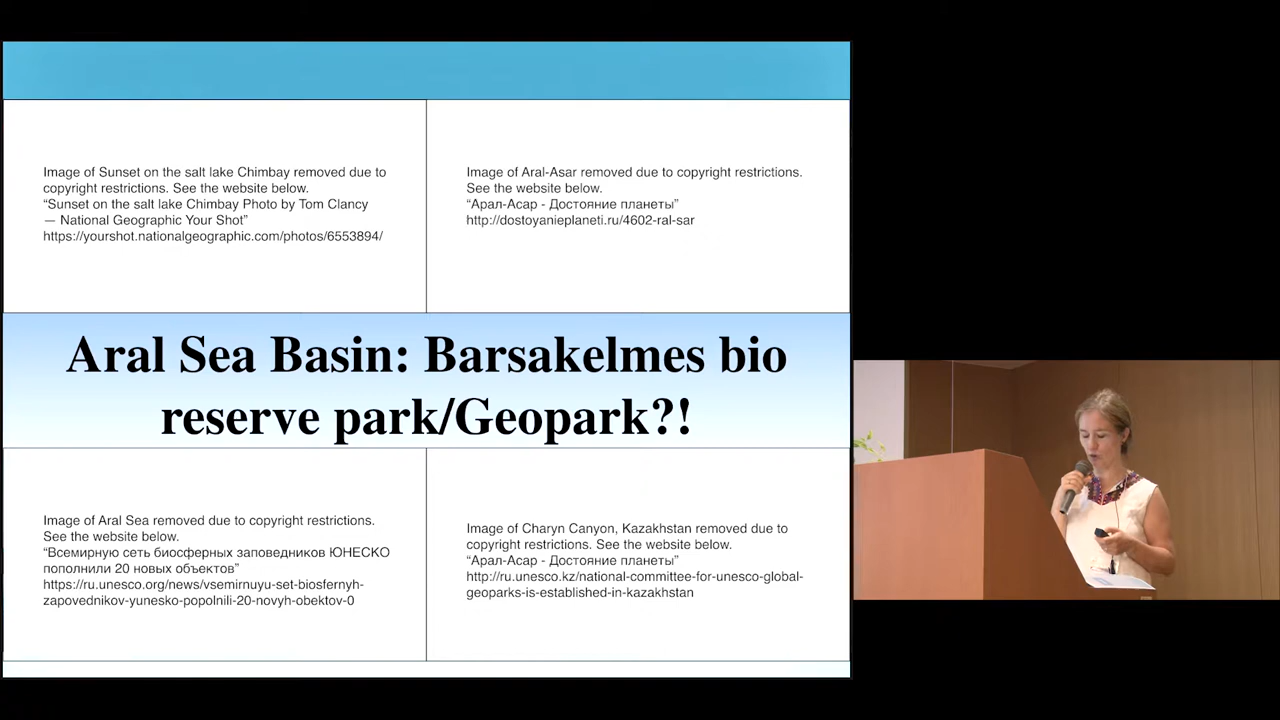 Image of Sunset on the salt lake Chimbay removed due to
copyright restrictions. See the website below.
“Sunset on the salt lake Chimbay Photo by Tom Clancy
— National Geographic Your Shot”
https://yourshot.nationalgeographic.com/photos/6553894/
Image of Aral-Asar removed due to copyright restrictions.
See the website below.
“Арал-Асар - Достояние планеты”
http://dostoyanieplaneti.ru/4602-ral-sar
Aral Sea Basin: Barsakelmes bio
reserve park/Geopark?!
Image of Aral Sea removed due to copyright restrictions.
See the website below.
“Всемирную сеть биосферных заповедников ЮНЕСКО
пополнили 20 новых объектов”
https://ru.unesco.org/news/vsemirnuyu-set-biosfernyh-
zapovednikov-yunesko-popolnili-20-novyh-obektov-0
Image of Charyn Canyon, Kazakhstan removed due to
copyright restrictions. See the website below.
“Арал-Асар - Достояние планеты”
http://ru.unesco.kz/national-committee-for-unesco-global-
geoparks-is-established-in-kazakhstan